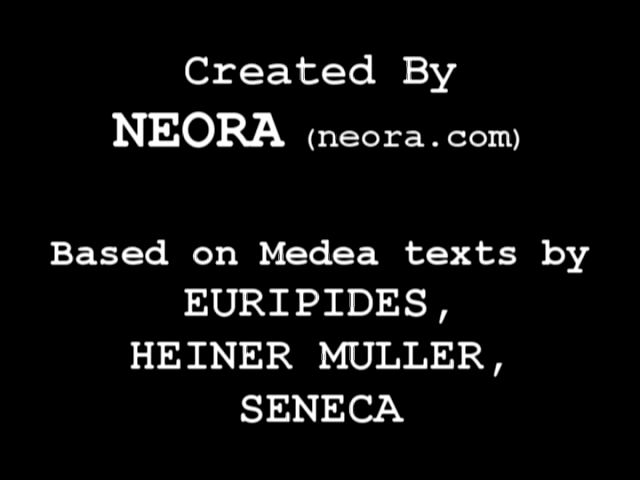 Created By
NEORA (neora.com)
Based on Medea texts by
EURIPIDES,
HEINER MULLER,
SENECA